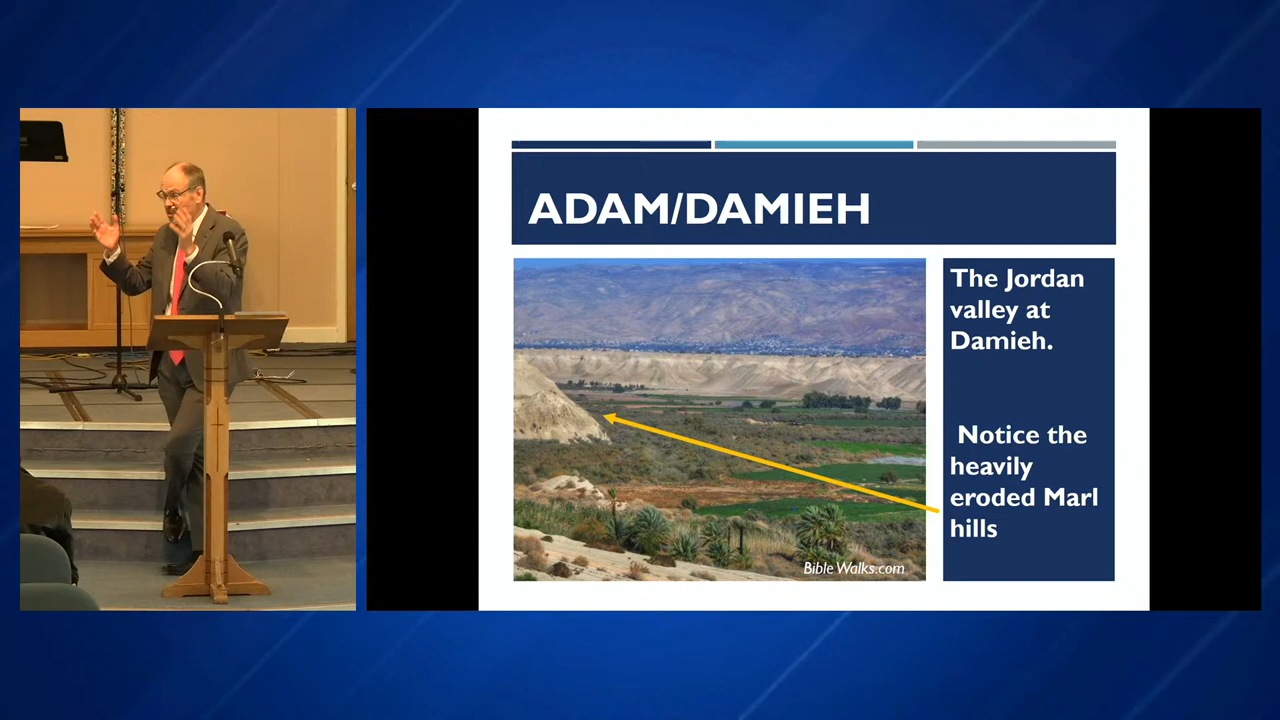 ADAM/DAMIEH
The Jordan
valley at
Damieh.
Notice the
heavily
eroded Marl
hills
BibleWalks.com